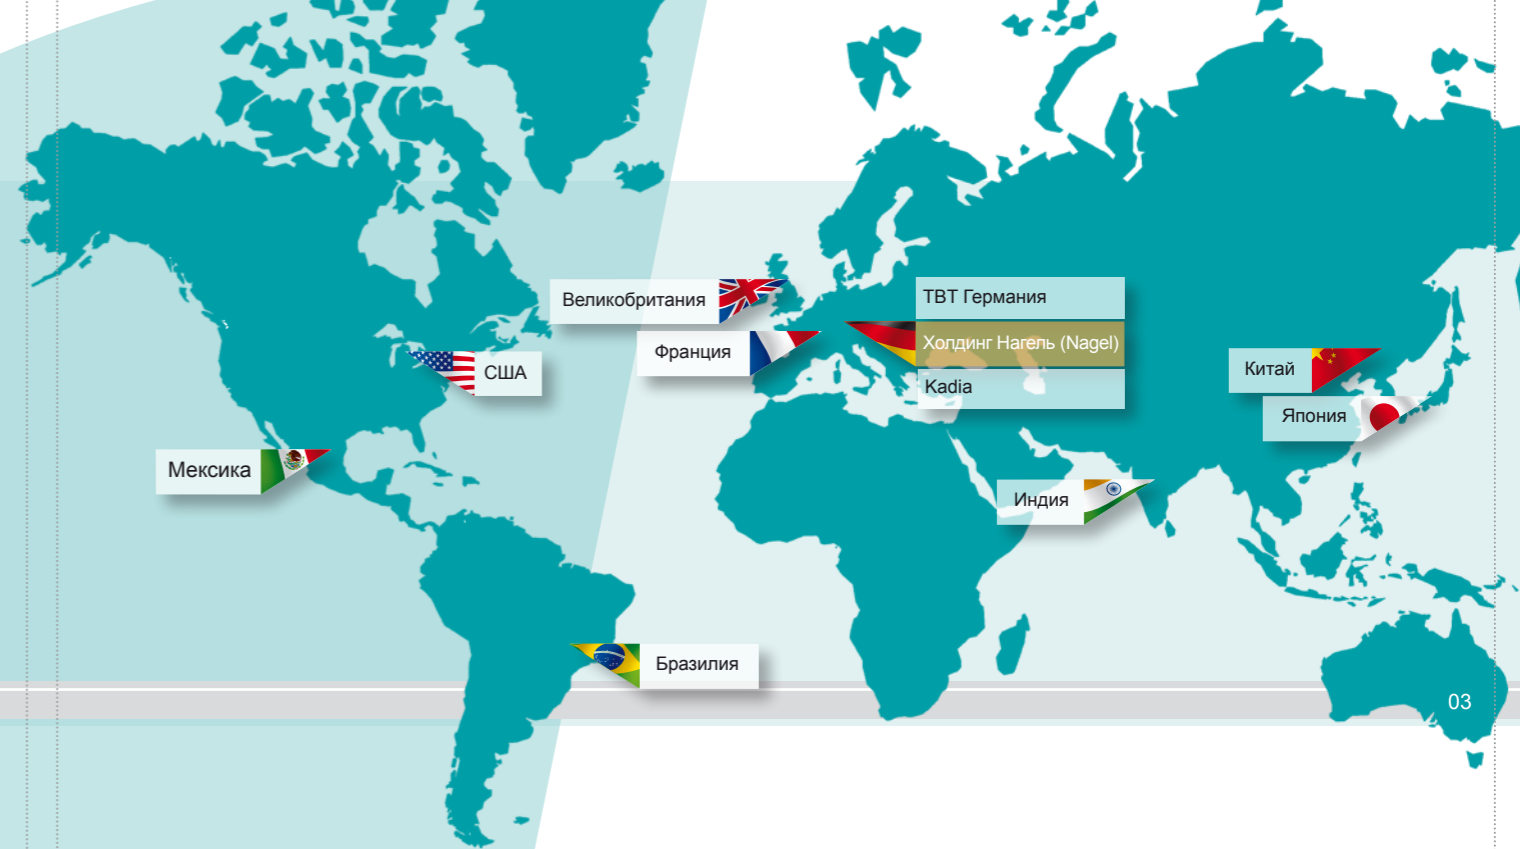 Великобритания
ТВТ Германия
Холдинг Нагель (Nagel)
Kadia
Франция
США
Китай
Япония
Мексика
Индия
Бразилия
03